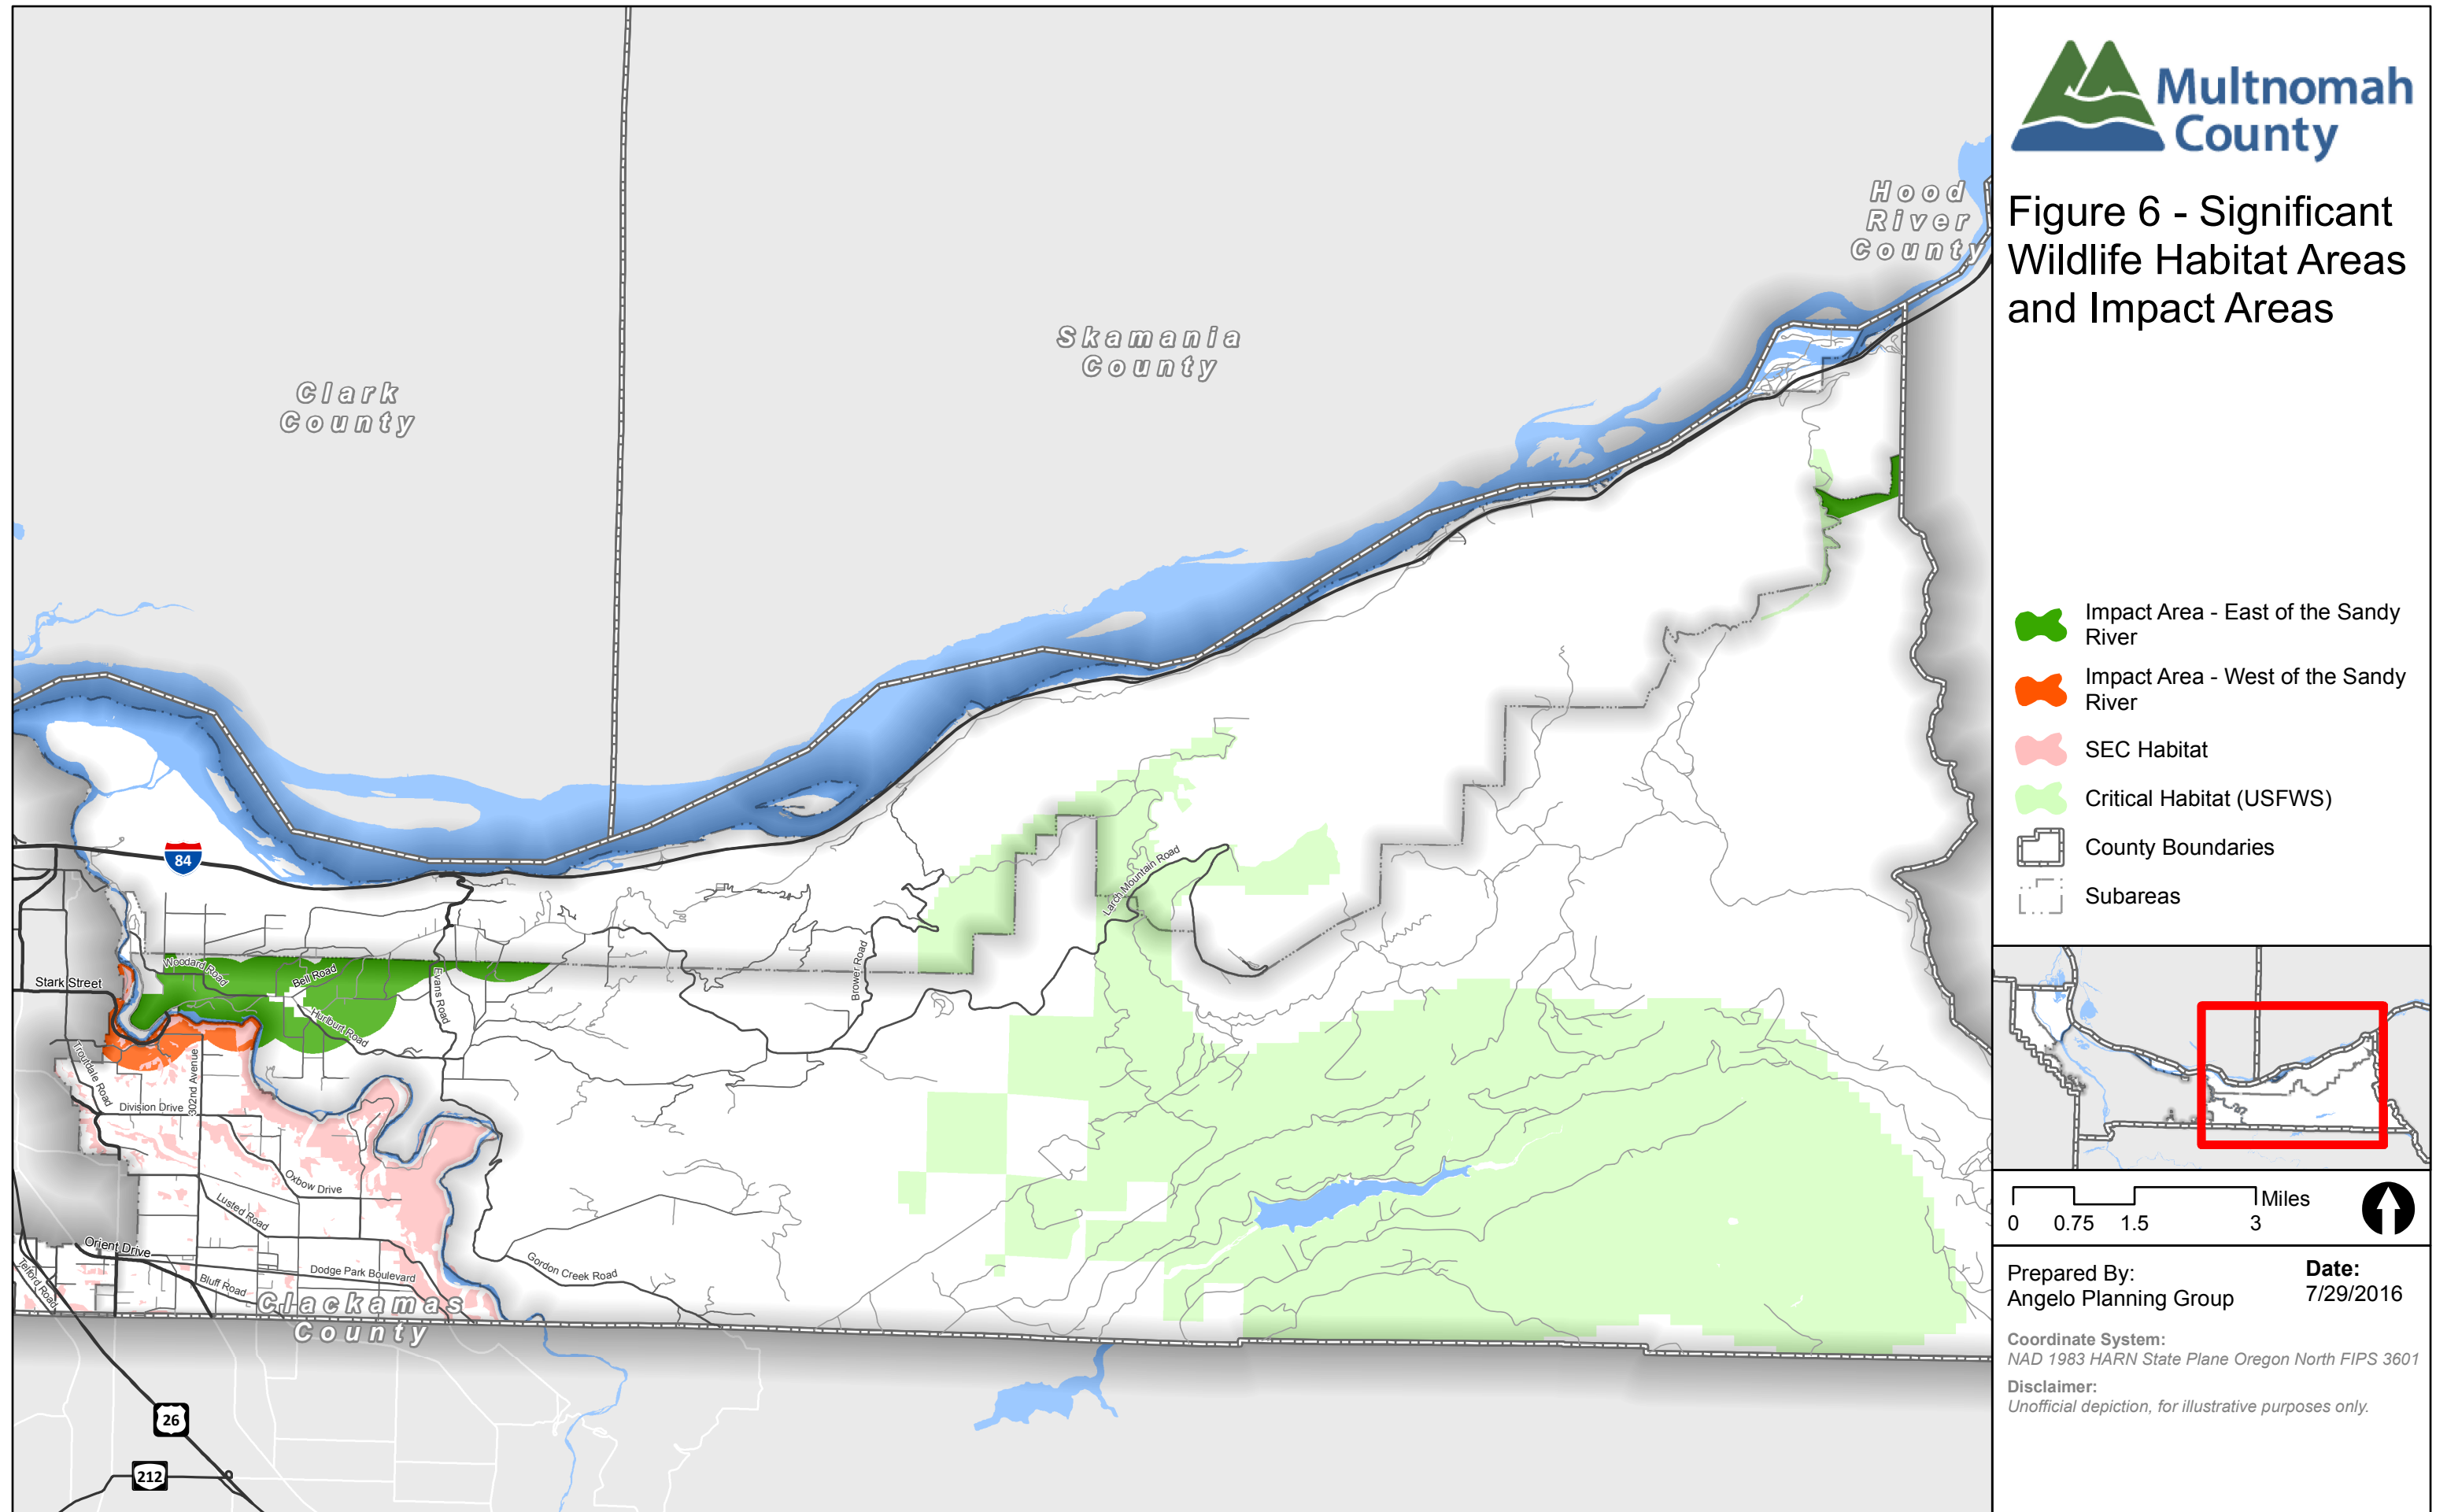 Multnomah
County
Figure 6 - Significant
Wildlife Habitat Areas
and Impact Areas
Impact Area - East of the Sandy
River
Impact Area - West of the Sandy
River
SEC Habitat
Critical Habitat (USFWS)
County Boundaries
Subareas
0 0.75 1.5 3 Miles
Prepared By:
Angelo Planning Group
Date:
7/29/2016
Coordinate System:
NAD 1983 HARN State Plane Oregon North FIPS 3601
Disclaimer:
Unofficial depiction, for illustrative purposes only.
Hood
River
County
Skamania
County
Clark
County
84
Larch Mountain Road
Brower Road
Woodard Road
Bell Road
Evans Road
Stark Street
Hurlburt Road
Troutdale Road
302nd Avenue
Division Drive
Oxbow Drive
Lusted Road
Orient Drive
Telford Road
Bluff Road
Dodge Park Boulevard
Gordon Creek Road
Clackamas
County
26
212